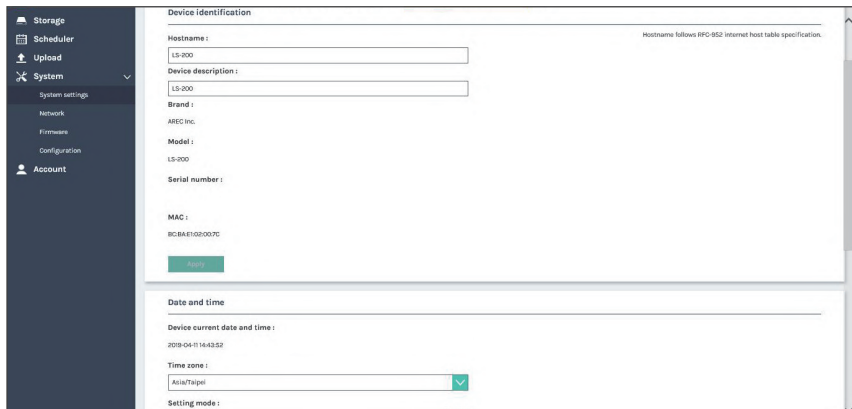 Storage
Scheduler
Upload
System
System settings
Network
Firmware
Configuration
Account
Device identification
Hostname :
Hostname follows RFC-952 internet host table specification.
LS-200
Device description :
LS-200
Brand :
AREC Inc.
Model :
LS-200
Serial number :
MAC :
BC:BA:E1:02:00:7C
Apply
Date and time
Device current date and time :
2019-04-11 14:43:52
Time zone :
Asia/Taipei
Setting mode :